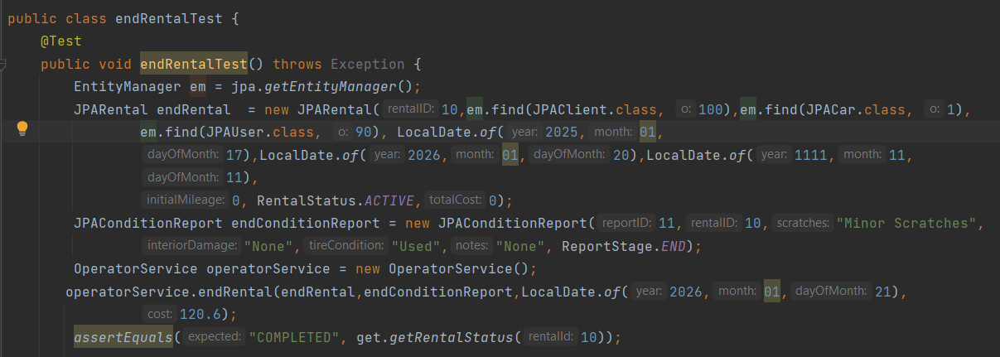 public class endRentalTest {
@Test
public void endRentalTest() throws Exception {
EntityManager em = jpa.getEntityManager();
JPARental endRental = new JPARental( rentalID: 10,em.find(JPAClient.class, o: 100),em.find(JPACar.class, o: 1),
em.find(JPAUser.class, o: 90), LocalDate.of( year: 2025, month: 01,
dayOfMonth: 17),LocalDate.of( year: 2026, month: 01, dayOfMonth: 20),LocalDate.of( year: 1111, month: 11,
dayOfMonth: 11),
initialMileage: 0, RentalStatus.ACTIVE, totalCost: 0);
JPAConditionReport endConditionReport = new JPAConditionReport( reportID: 11, rentalID: 10, scratches: "Minor Scratches",
interiorDamage: "None", tireCondition: "Used", notes: "None", ReportStage.END);
OperatorService operatorService = new OperatorService();
operatorService.endRental(endRental,endConditionReport,LocalDate.of( year: 2026, month: 01, dayOfMonth: 21),
cost: 120.6);
assertEquals( expected: "COMPLETED", get.getRentalStatus( rentalId: 10));